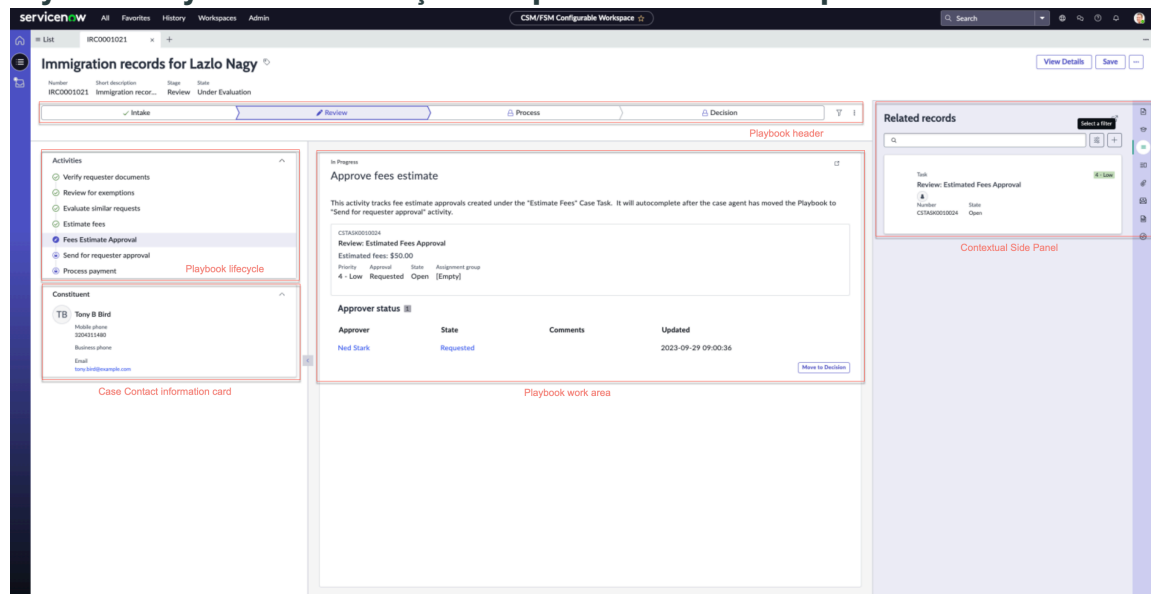 servicenow All Favorites History Workspaces Admin
CSM/FSM Configurable Workspace
Search
List
IRC0001021
Immigration records for Lazlo Nagy
View Details
Save
Number Short description Stage State
IRC0001021 Immigration recor... Review Under Evaluation
Intake
Review
Process
Decision
Playbook header
Related records
Select a filter
Activities
Verify requester documents
Review for exemptions
Evaluate similar requests
Estimate fees
Fees Estimate Approval
Send for requester approval
Process payment
Playbook lifecycle
Constituent
TB
Tony B Bird
Mobile phone
3204311480
Business phone
Email
tony.bird@example.com
Case Contact information card
In Progress
Approve fees estimate
This activity tracks fee estimate approvals created under the "Estimate Fees" Case Task. It will autocomplete after the case agent has moved the Playbook to
"Send for requester approval" activity.
CSTASK0010024
Review: Estimated Fees Approval
Estimated fees: $50.00
Priority Approval State Assignment group
4 - Low Requested Open [Empty]
Approver status 1
Approver State Comments Updated
Ned Stark Requested 2023-09-29 09:00:36
Move to Decision
Playbook work area
Task
4 - Low
Review: Estimated Fees Approval
Number State
CSTASK0010024 Open
Contextual Side Panel